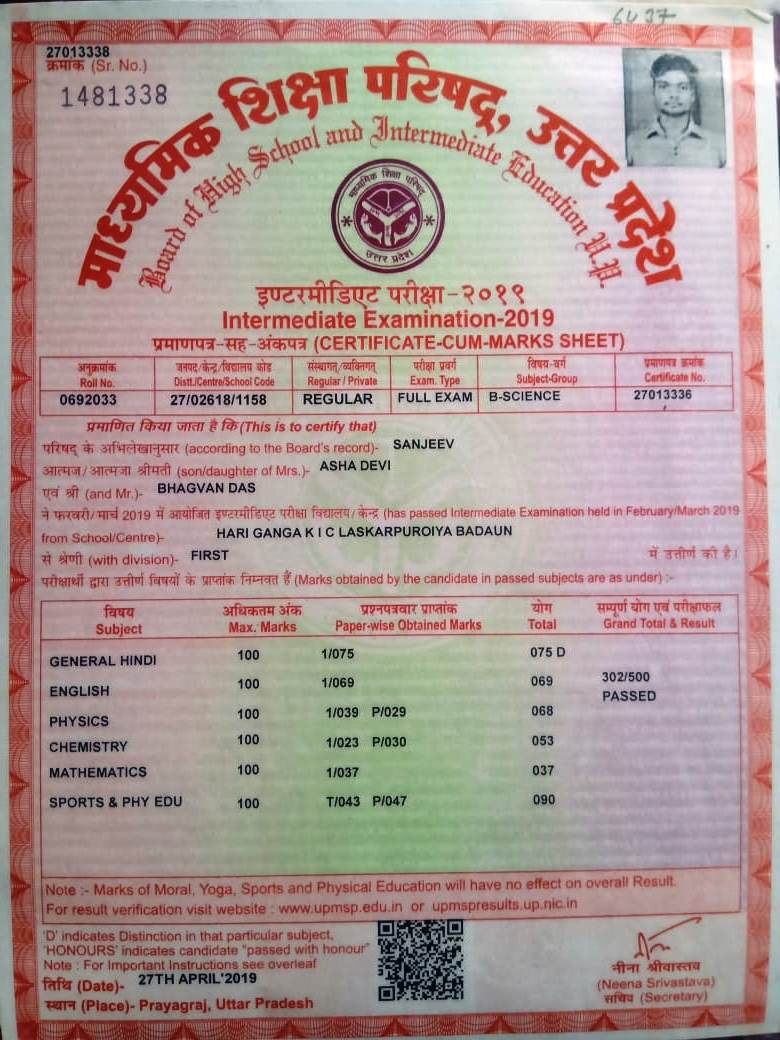 6437
27013338
क्रमांक (Sr. No.)
1481338
माध्यमिक शिक्षा परिषद्, उत्तर प्रदेश
Board of High School and Intermediate Education U.P.
माध्यमिक शिक्षा परिषद्
उत्तर प्रदेश
इण्टरमीडिएट परीक्षा-२०१९
Intermediate Examination-2019
प्रमाणपत्र-सह-अंकपत्र (CERTIFICATE-CUM-MARKS SHEET)
अनुक्रमांक जनपद/केन्द्र/विद्यालय कोड संस्थागत/व्यक्तिगत परीक्षा प्रवर्ग विषय-वर्ग प्रमाणपत्र क्रमांक
Roll No. Distt./Centre/School Code Regular / Private Exam. Type Subject-Group Certificate No.
0692033 27/02618/1158 REGULAR FULL EXAM B-SCIENCE 27013336
प्रमाणित किया जाता है कि (This is to certify that)
परिषद् के अभिलेखानुसार (according to the Board's record)- SANJEEV
आत्मज/आत्मजा श्रीमती (son/daughter of Mrs.)- ASHA DEVI
एवं श्री (and Mr.)- BHAGVAN DAS
ने फरवरी/मार्च 2019 में आयोजित इण्टरमीडिएट परीक्षा विद्यालय/केन्द्र (has passed Intermediate Examination held in February/March 2019
from School/Centre)- HARI GANGA K I C LASKARPUROIYA BADAUN
से श्रेणी (with division)- FIRST में उत्तीर्ण की है।
परीक्षार्थी द्वारा उत्तीर्ण विषयों के प्राप्तांक निम्नवत हैं (Marks obtained by the candidate in passed subjects are as under) :-
विषय अधिकतम अंक प्रश्नपत्रवार प्राप्तांक योग सम्पूर्ण योग एवं परीक्षाफल
Subject Max. Marks Paper-wise Obtained Marks Total Grand Total & Result
GENERAL HINDI 100 1/075 075 D
ENGLISH 100 1/069 069 302/500
PASSED
PHYSICS 100 1/039 P/029 068
CHEMISTRY 100 1/023 P/030 053
MATHEMATICS 100 1/037 037
SPORTS & PHY EDU 100 T/043 P/047 090
Note :- Marks of Moral, Yoga, Sports and Physical Education will have no effect on overall Result.
For result verification visit website : www.upmsp.edu.in or upmspresults.up.nic.in
'D' indicates Distinction in that particular subject,
'HONOURS' indicates candidate "passed with honour"
Note : For Important Instructions see overleaf
तिथि (Date)- 27TH APRIL'2019
स्थान (Place)- Prayagraj, Uttar Pradesh
नीना श्रीवास्तव
(Neena Srivastava)
सचिव (Secretary)